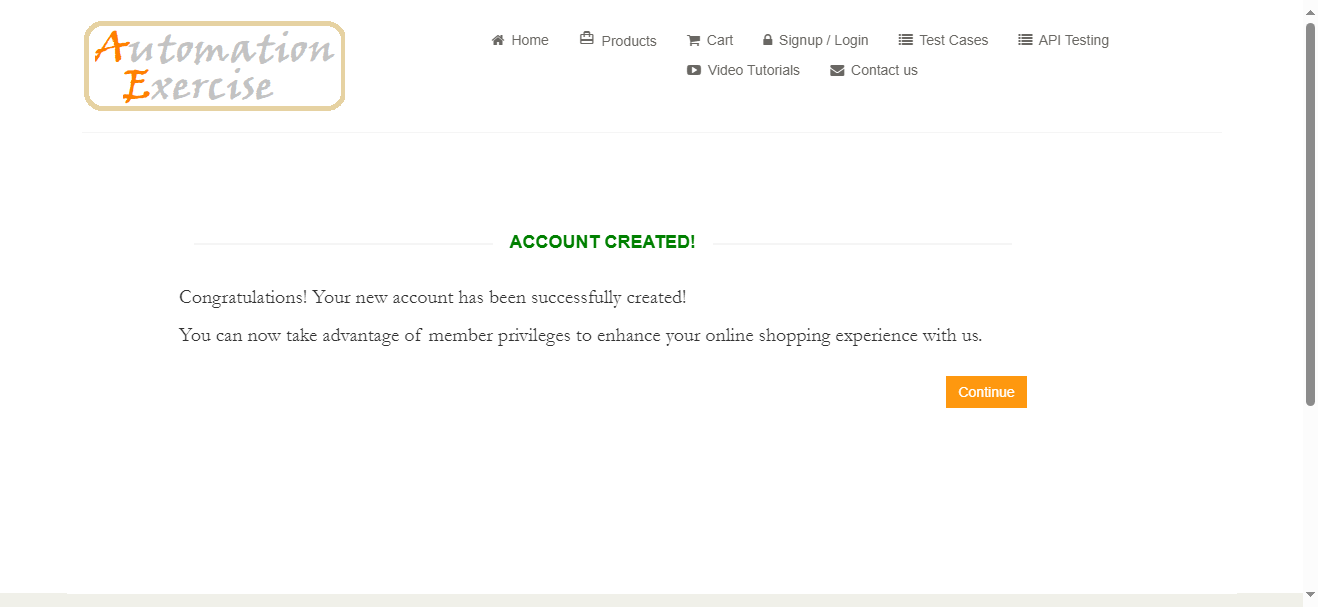 Automation
Exercise
Home Products Cart Signup / Login Test Cases API Testing
Video Tutorials Contact us
ACCOUNT CREATED!
Congratulations! Your new account has been successfully created!
You can now take advantage of member privileges to enhance your online shopping experience with us.
Continue